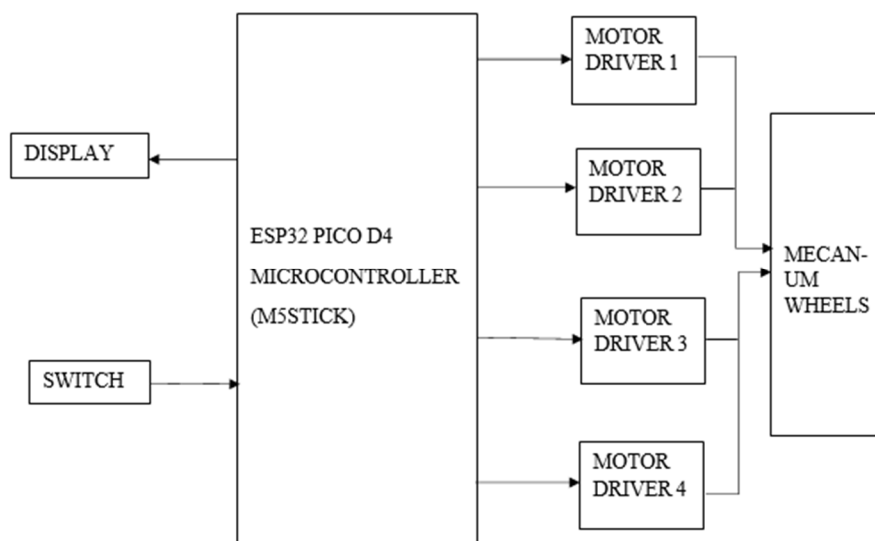 DISPLAY
SWITCH
ESP32 PICO D4
MICROCONTROLLER
(M5STICK)
MOTOR
DRIVER 1
MOTOR
DRIVER 2
MOTOR
DRIVER 3
MOTOR
DRIVER 4
MECAN-
UM
WHEELS